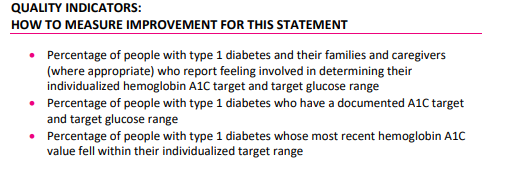 QUALITY INDICATORS:
HOW TO MEASURE IMPROVEMENT FOR THIS STATEMENT
• Percentage of people with type 1 diabetes and their families and caregivers
(where appropriate) who report feeling involved in determining their
individualized hemoglobin A1C target and target glucose range
• Percentage of people with type 1 diabetes who have a documented A1C target
and target glucose range
• Percentage of people with type 1 diabetes whose most recent hemoglobin A1C
value fell within their individualized target range